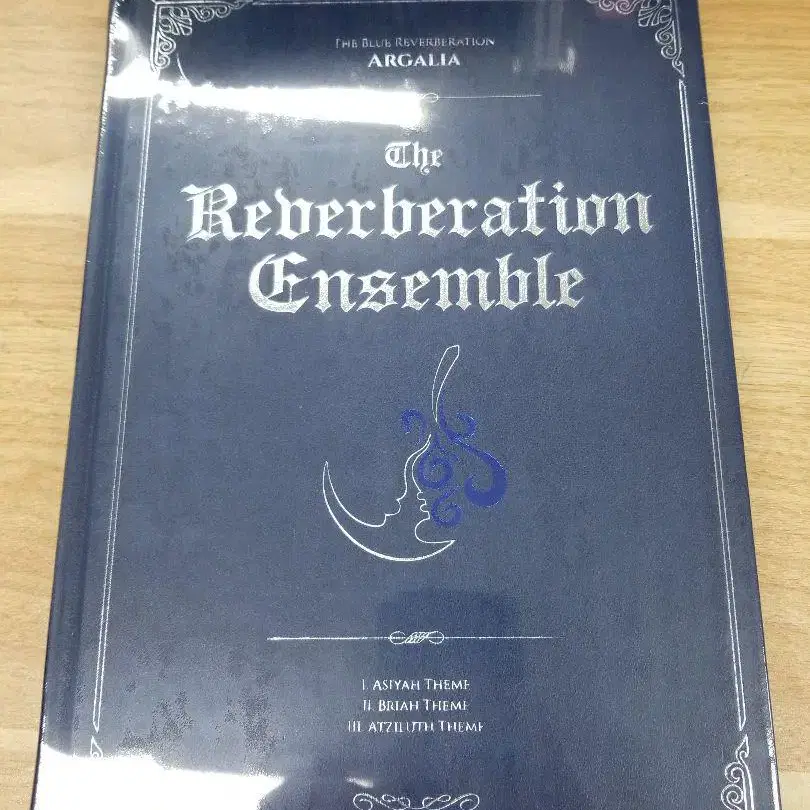 THE BLUE REVERBERATION
ARGALIA
The
Reverberation
Ensemble
I. ASIYAH THEME
II. BRIAH THEME
III. ATZILUTH THEME